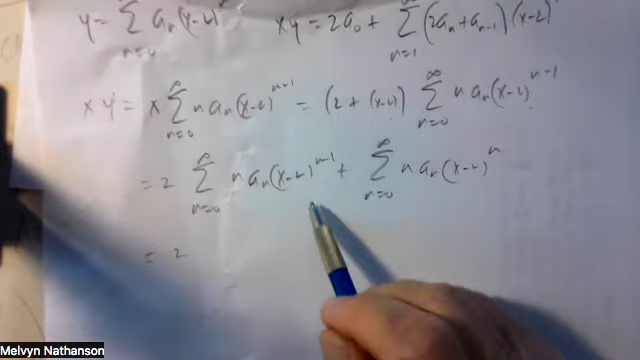 y = ∑_{n=0}^{∞} a_n (x-2)^n   xy = 2a_0 + ∑_{n=1}^{∞} (2a_n + a_{n-1}) (x-2)^n
xy' = x ∑_{n=0}^{∞} n a_n (x-2)^{n-1} = (2 + (x-2)) ∑_{n=0}^{∞} n a_n (x-2)^{n-1}
= 2 ∑_{n=0}^{∞} n a_n (x-2)^{n-1} + ∑_{n=0}^{∞} n a_n (x-2)^n
= 2
Melvyn Nathanson